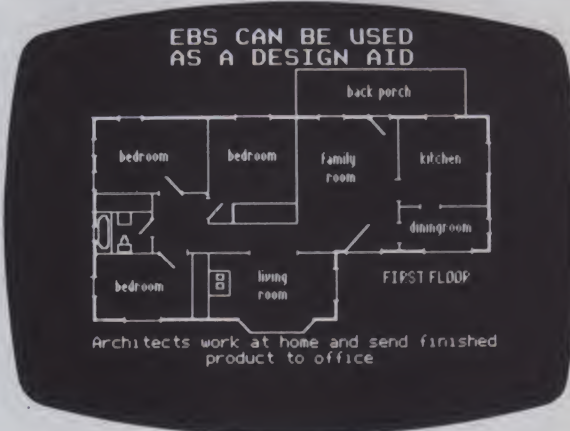 EBS CAN BE USED
AS A DESIGN AID
back porch
bedroom
bedroom
family
room
kitchen
diningroom
bedroom
living
room
FIRST FLOOR
Architects work at home and send finished
product to office